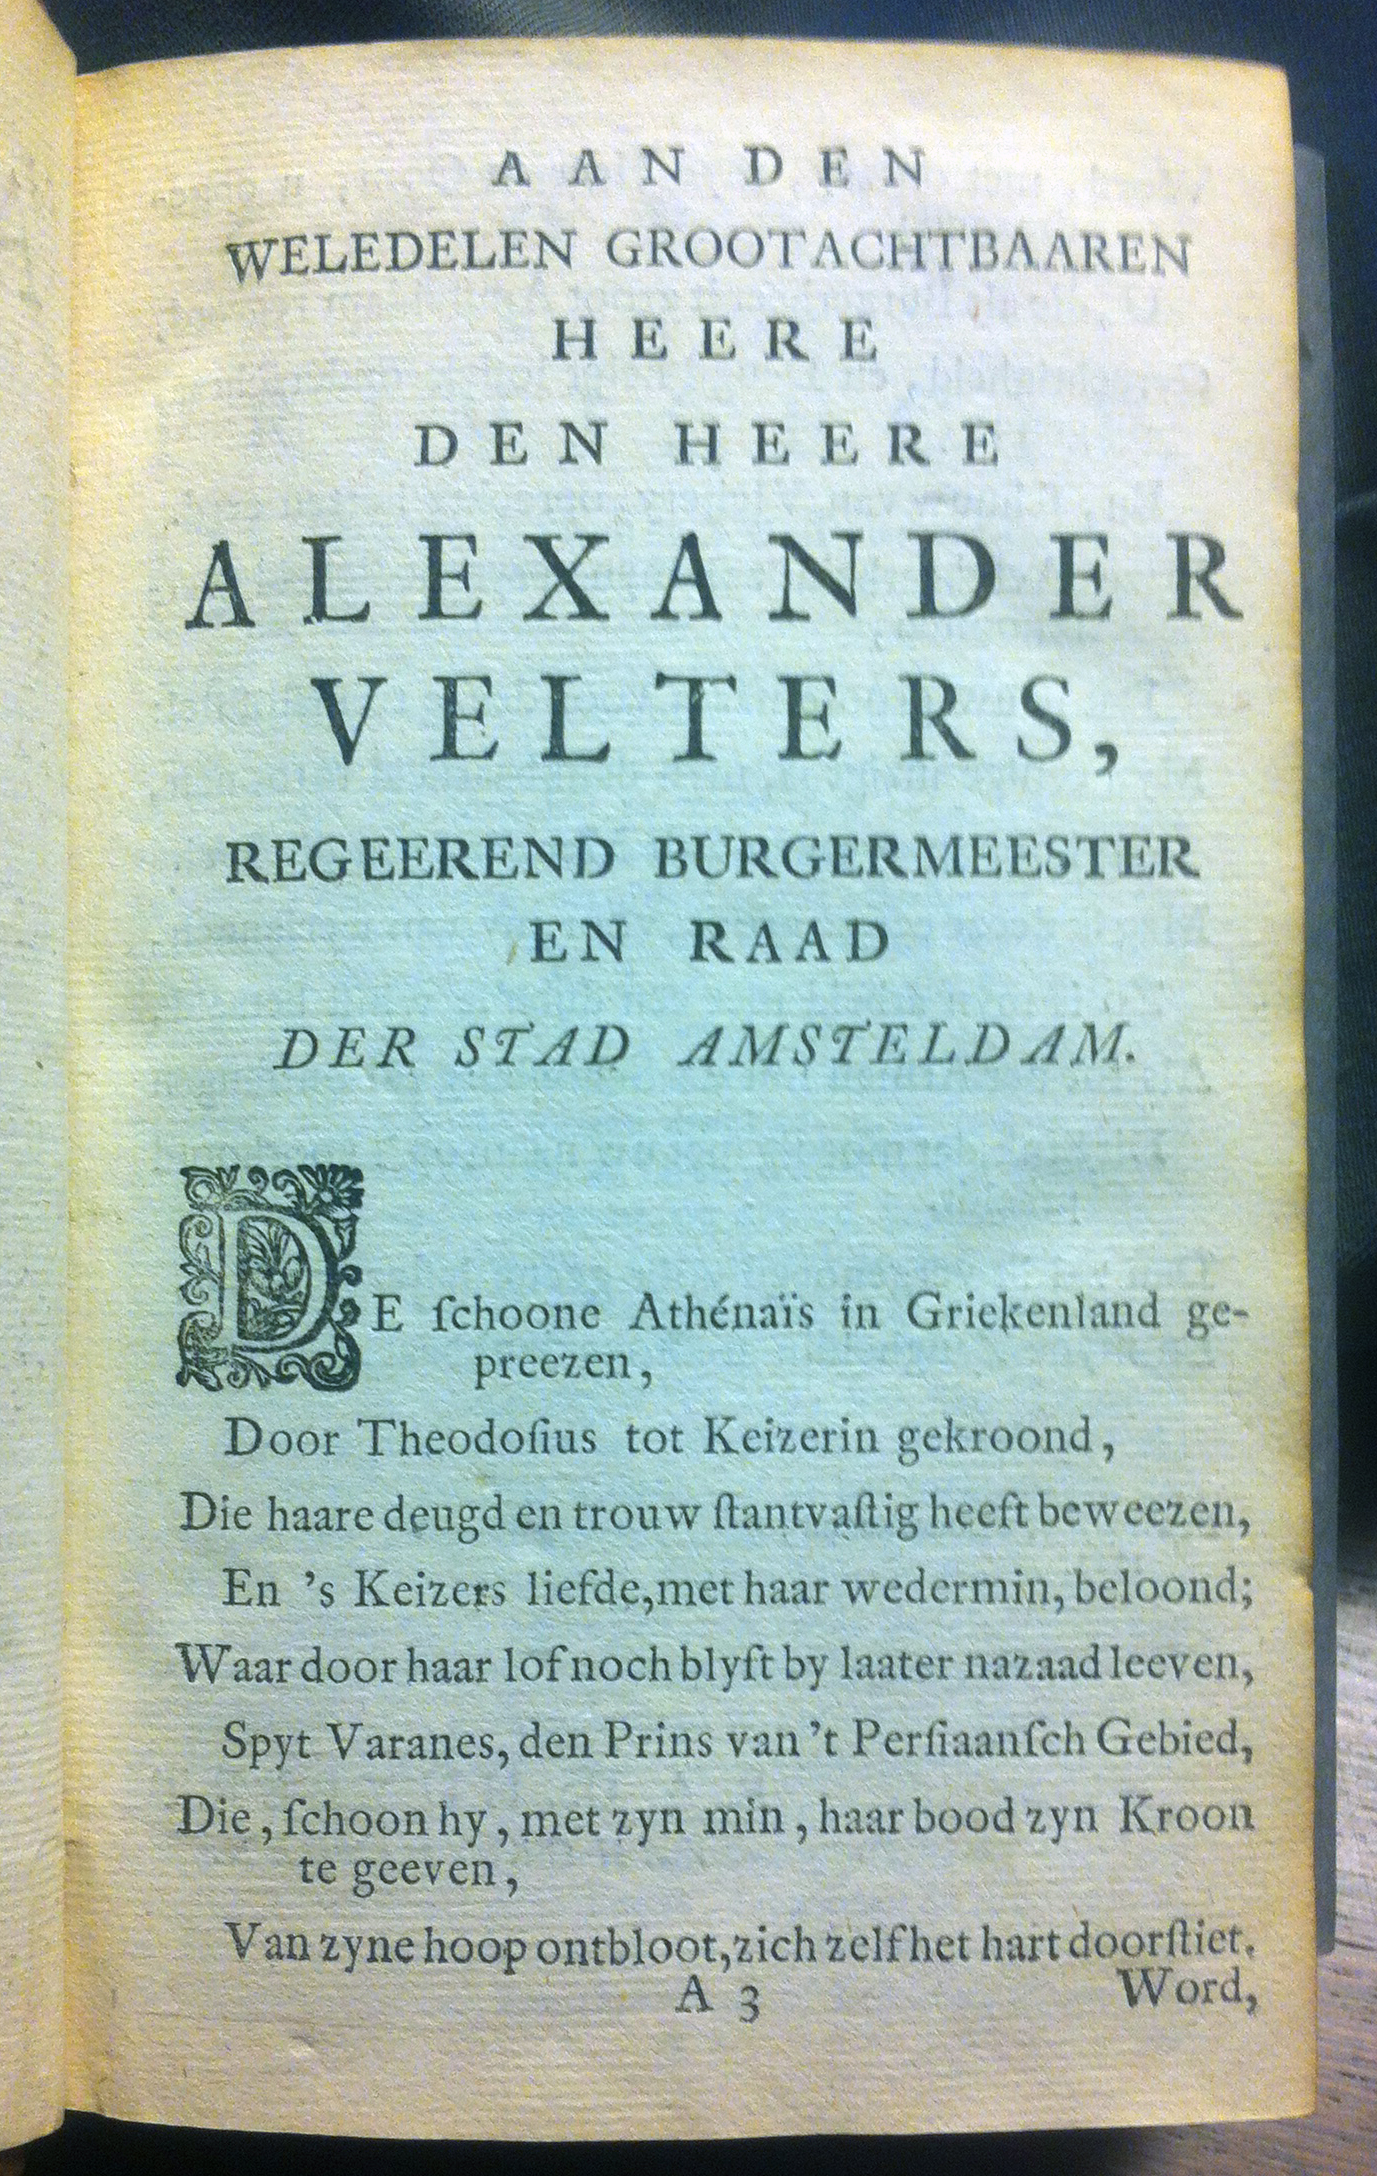 AAN DEN
WELEDELEN GROOTACHTBAAREN
HEERE
DEN HEERE
ALEXANDER
VELTERS,
REGEEREND BURGERMEESTER
EN RAAD
DER STAD AMSTELDAM.
DE ſchoone Athénaïs in Griekenland ge-
preezen,
Door Theodoſius tot Keizerin gekroond,
Die haare deugd en trouw ſtantvaſtig heeft beweezen,
En 's Keizers liefde, met haar wedermin, beloond;
Waar door haar lof noch blyft by laater nazaad leeven,
Spyt Varanes, den Prins van 't Perſiaanſch Gebied,
Die, ſchoon hy, met zyn min, haar bood zyn Kroon
te geeven,
Van zyne hoop ontbloot, zich zelf het hart doorſtiet.
A 3 Word,